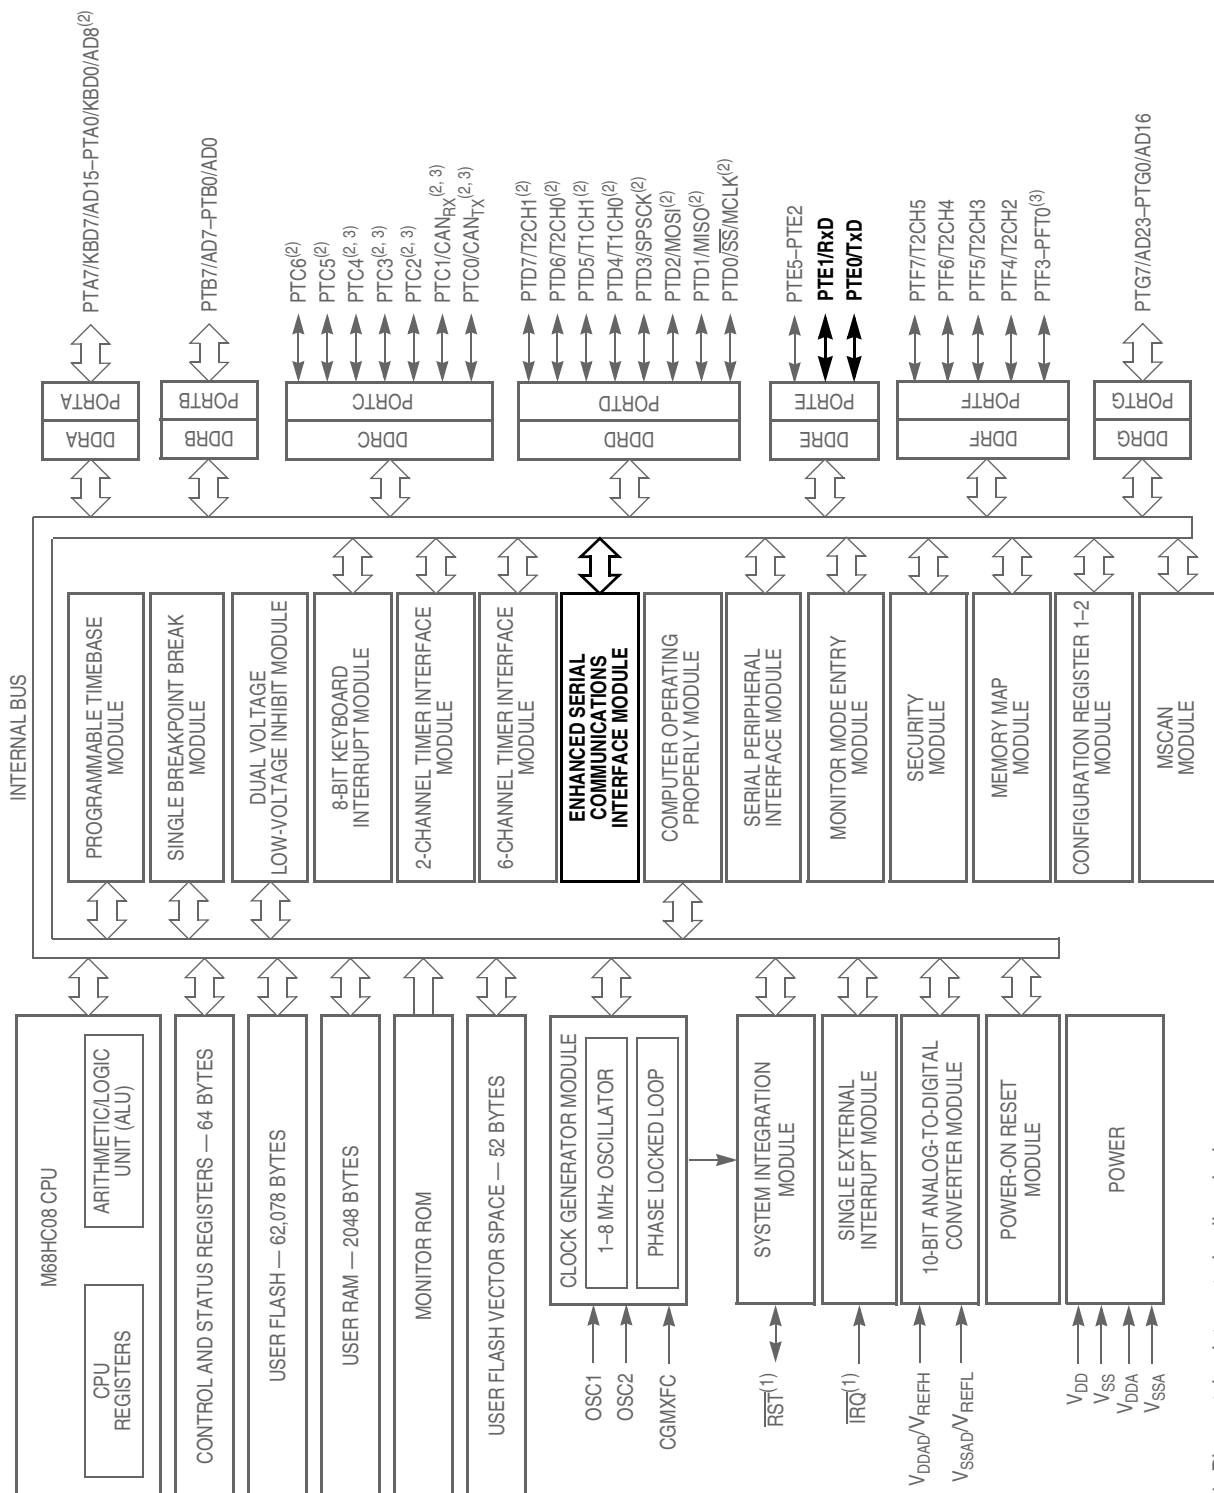 INTERNAL BUS
M68HC08 CPU
CPU
REGISTERS
ARITHMETIC/LOGIC
UNIT (ALU)
CONTROL AND STATUS REGISTERS — 64 BYTES
USER FLASH — 62,078 BYTES
USER RAM — 2048 BYTES
MONITOR ROM
USER FLASH VECTOR SPACE — 52 BYTES
CLOCK GENERATOR MODULE
1–8 MHz OSCILLATOR
PHASE LOCKED LOOP
OSC1
OSC2
CGMXFC
SYSTEM INTEGRATION
MODULE
RST(1)
SINGLE EXTERNAL
INTERRUPT MODULE
IRQ(1)
10-BIT ANALOG-TO-DIGITAL
CONVERTER MODULE
VDDAD/VREFH
VSSAD/VREFL
POWER-ON RESET
MODULE
POWER
VDD
VSS
VDDA
VSSA
PROGRAMMABLE TIMEBASE
MODULE
SINGLE BREAKPOINT BREAK
MODULE
DUAL VOLTAGE
LOW-VOLTAGE INHIBIT MODULE
8-BIT KEYBOARD
INTERRUPT MODULE
2-CHANNEL TIMER INTERFACE
MODULE
6-CHANNEL TIMER INTERFACE
MODULE
ENHANCED SERIAL
COMMUNICATIONS
INTERFACE MODULE
COMPUTER OPERATING
PROPERLY MODULE
SERIAL PERIPHERAL
INTERFACE MODULE
MONITOR MODE ENTRY
MODULE
SECURITY
MODULE
MEMORY MAP
MODULE
CONFIGURATION REGISTER 1–2
MODULE
MSCAN
MODULE
DDRA
PORTA
PTA7/KBD7/AD15–PTA0/KBD0/AD8(2)
DDRB
PORTB
PTB7/AD7–PTB0/AD0
DDRC
PORTC
PTC6(2)
PTC5(2)
PTC4(2, 3)
PTC3(2, 3)
PTC2(2, 3)
PTC1/CANRX(2, 3)
PTC0/CANTX(2, 3)
DDRD
PORTD
PTD7/T2CH1(2)
PTD6/T2CH0(2)
PTD5/T1CH1(2)
PTD4/T1CH0(2)
PTD3/SPSCK(2)
PTD2/MOSI(2)
PTD1/MISO(2)
PTD0/SS/MCLK(2)
DDRE
PORTE
PTE5–PTE2
PTE1/RxD
PTE0/TxD
DDRF
PORTF
PTF7/T2CH5
PTF6/T2CH4
PTF5/T2CH3
PTF4/T2CH2
PTF3–PFT0(3)
DDRG
PORTG
PTG7/AD23–PTG0/AD16